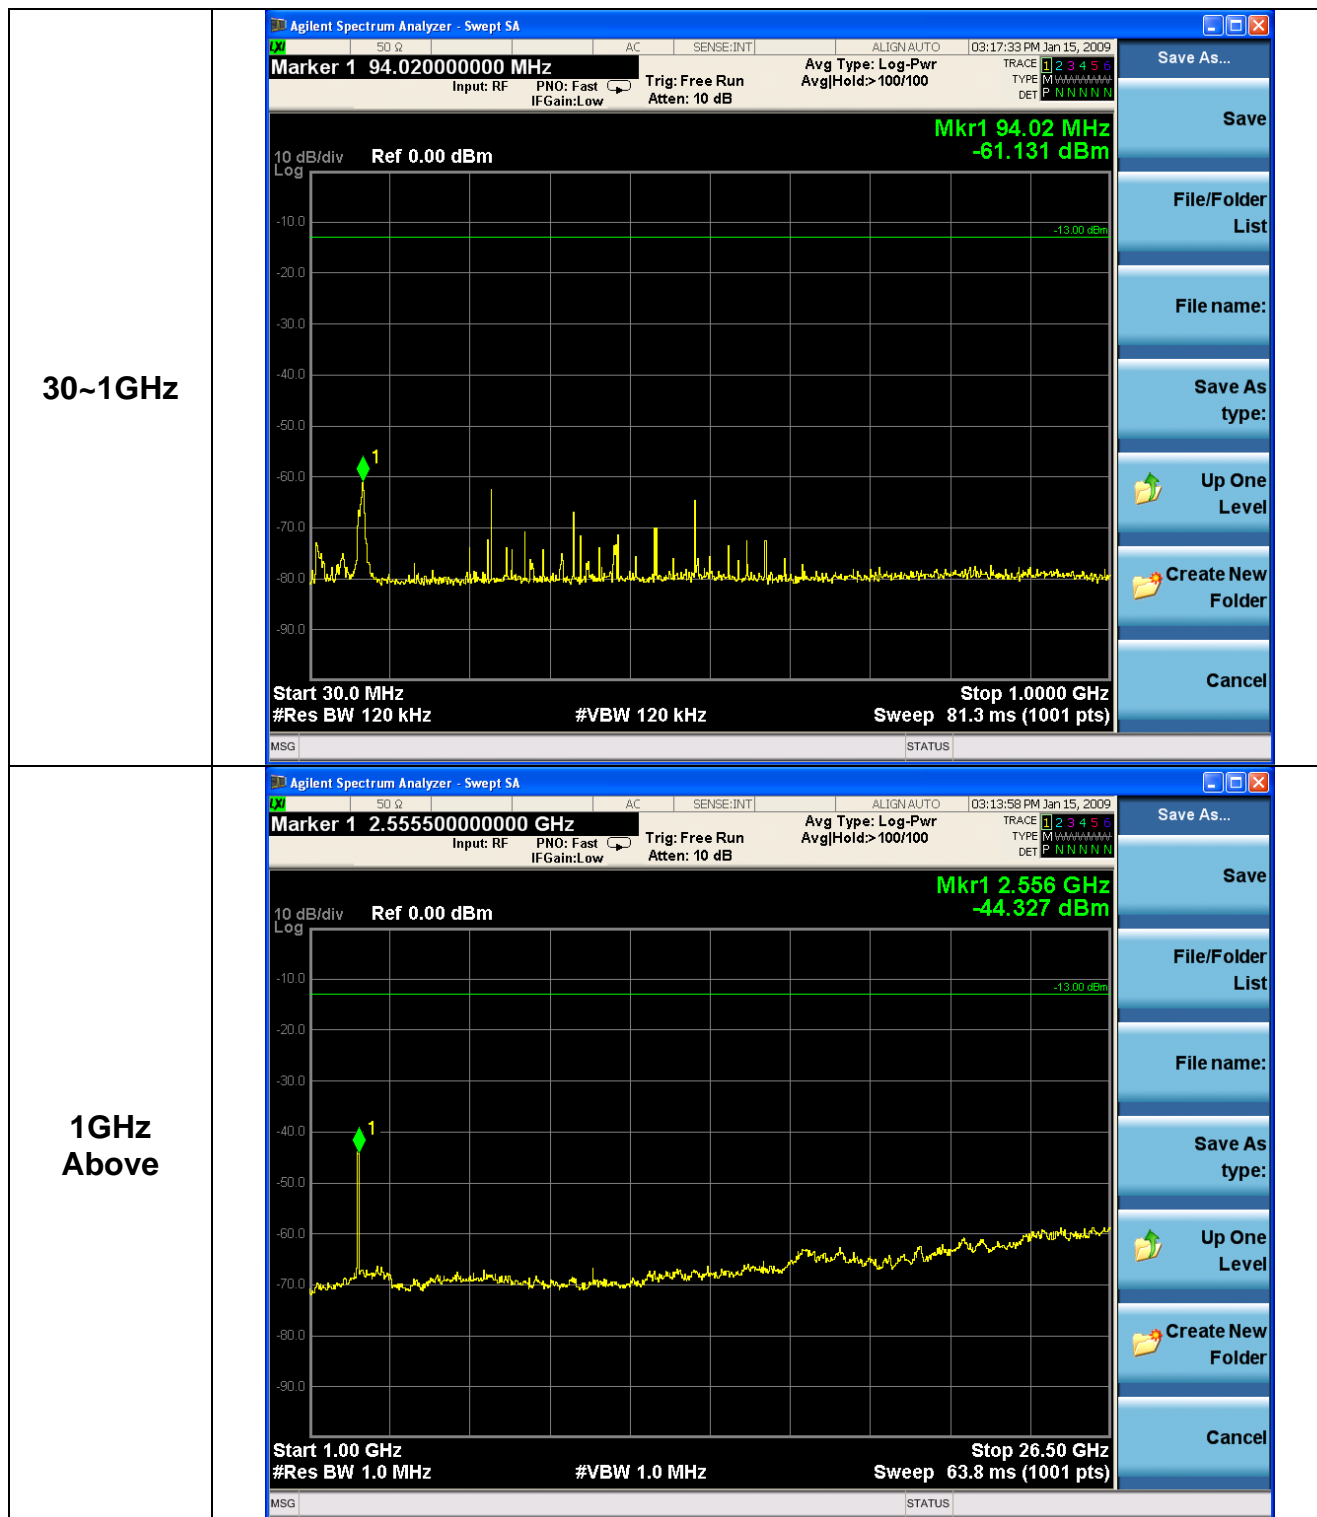 30~1GHz
Agilent Spectrum Analyzer - Swept SA
LXI 50 Ω AC SENSE:INT ALIGN AUTO 03:17:33 PM Jan 15, 2009
Marker 1 94.020000000 MHz
Input: RF PNO: Fast IFGain:Low
Trig: Free Run
Atten: 10 dB
Avg Type: Log-Pwr
Avg|Hold:>100/100
TRACE 1 2 3 4 5 6
TYPE M
DET P N N N N N
Mkr1 94.02 MHz
-61.131 dBm
10 dB/div Ref 0.00 dBm
Log
-10.0
-13.00 dBm
-20.0
-30.0
-40.0
-50.0
1
-60.0
-70.0
-80.0
-90.0
Start 30.0 MHz Stop 1.0000 GHz
#Res BW 120 kHz #VBW 120 kHz Sweep 81.3 ms (1001 pts)
MSG STATUS
Save As...
Save
File/Folder
List
File name:
Save As
type:
Up One
Level
Create New
Folder
Cancel
1GHz
Above
Agilent Spectrum Analyzer - Swept SA
LXI 50 Ω AC SENSE:INT ALIGN AUTO 03:13:58 PM Jan 15, 2009
Marker 1 2.555500000000 GHz
Input: RF PNO: Fast IFGain:Low
Trig: Free Run
Atten: 10 dB
Avg Type: Log-Pwr
Avg|Hold:>100/100
TRACE 1 2 3 4 5 6
TYPE M
DET P N N N N N
Mkr1 2.556 GHz
-44.327 dBm
10 dB/div Ref 0.00 dBm
Log
-10.0
-13.00 dBm
-20.0
-30.0
-40.0
1
-50.0
-60.0
-70.0
-80.0
-90.0
Start 1.00 GHz Stop 26.50 GHz
#Res BW 1.0 MHz #VBW 1.0 MHz Sweep 63.8 ms (1001 pts)
MSG STATUS
Save As...
Save
File/Folder
List
File name:
Save As
type:
Up One
Level
Create New
Folder
Cancel